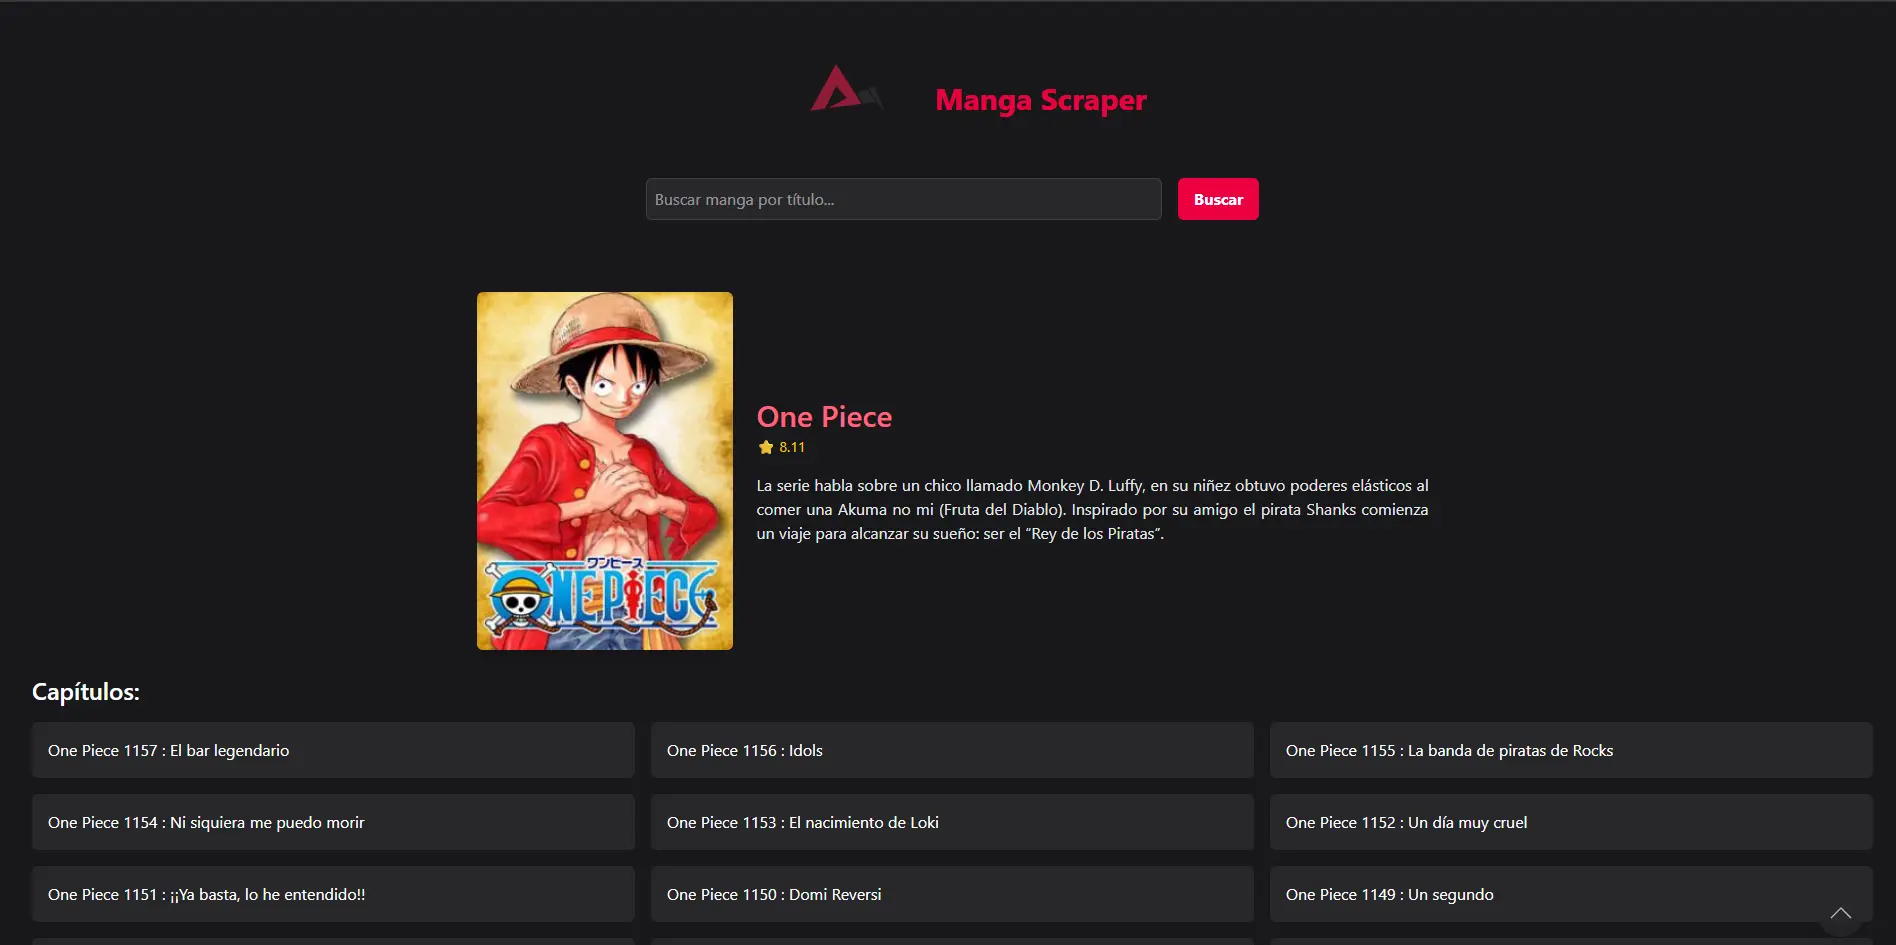 Manga Scraper
Buscar manga por título...
Buscar
ワンピース
ONE PIECE
One Piece
8.11
La serie habla sobre un chico llamado Monkey D. Luffy, en su niñez obtuvo poderes elásticos al
comer una Akuma no mi (Fruta del Diablo). Inspirado por su amigo el pirata Shanks comienza
un viaje para alcanzar su sueño: ser el “Rey de los Piratas”.
Capítulos:
One Piece 1157 : El bar legendario
One Piece 1156 : Idols
One Piece 1155 : La banda de piratas de Rocks
One Piece 1154 : Ni siquiera me puedo morir
One Piece 1153 : El nacimiento de Loki
One Piece 1152 : Un día muy cruel
One Piece 1151 : ¡¡Ya basta, lo he entendido!!
One Piece 1150 : Domi Reversi
One Piece 1149 : Un segundo